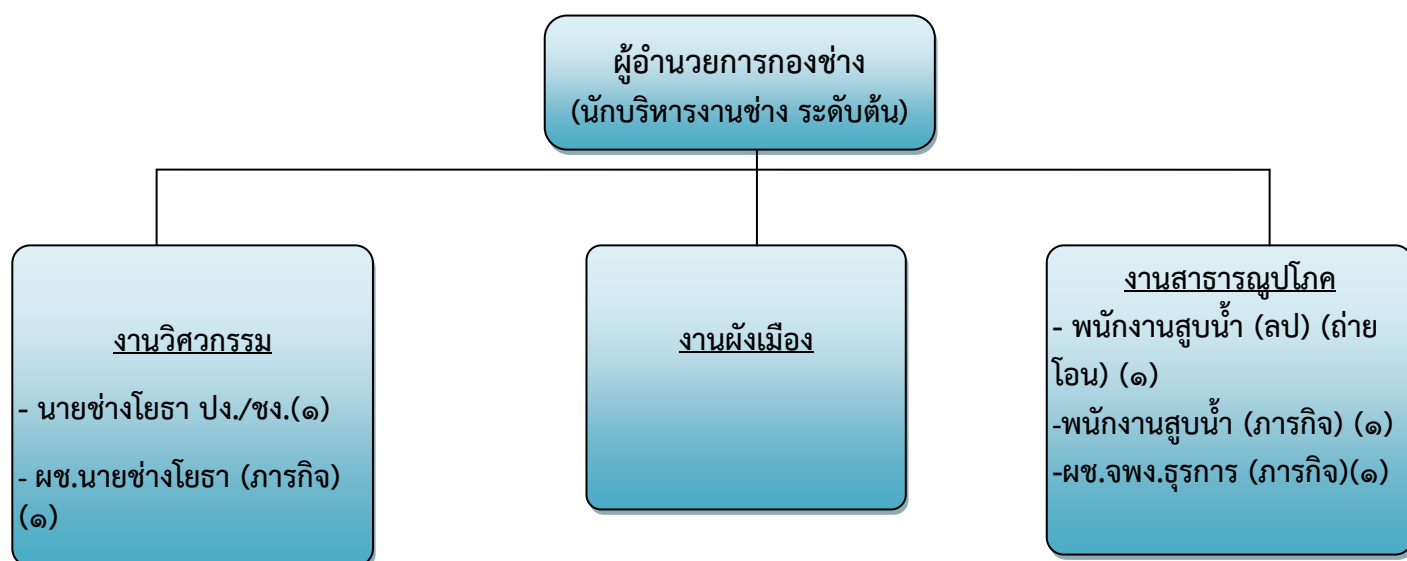 ผู้อำนวยการกองช่าง
(นักบริหารงานช่าง ระดับต้น)
งานวิศวกรรม
- นายช่างโยธา ปง./ชง.(๑)
- ผช.นายช่างโยธา (ภารกิจ)
(๑)
งานผังเมือง
งานสาธารณูปโภค
- พนักงานสูบน้ำ (ลป) (ถ่าย
โอน) (๑)
-พนักงานสูบน้ำ (ภารกิจ) (๑)
-ผช.จพง.ธุรการ (ภารกิจ)(๑)